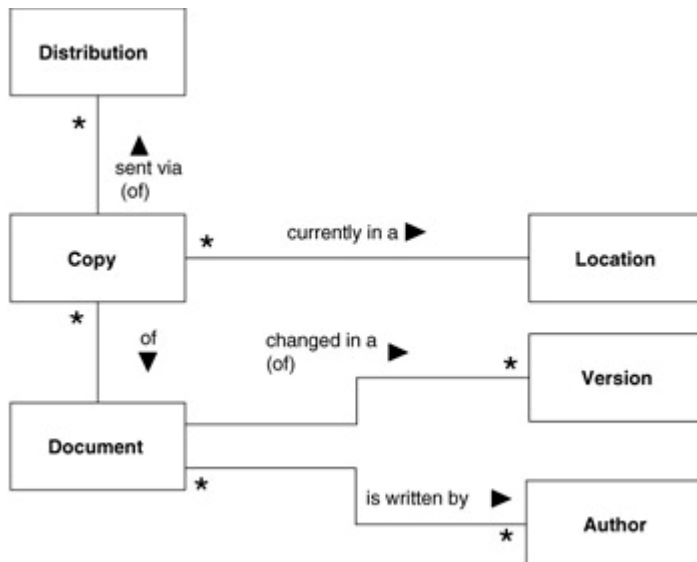 Distribution
*
sent via
(of)
Copy
*
currently in a
Location
*
of
changed in a
(of)
*
Version
Document
*
is written by
*
Author